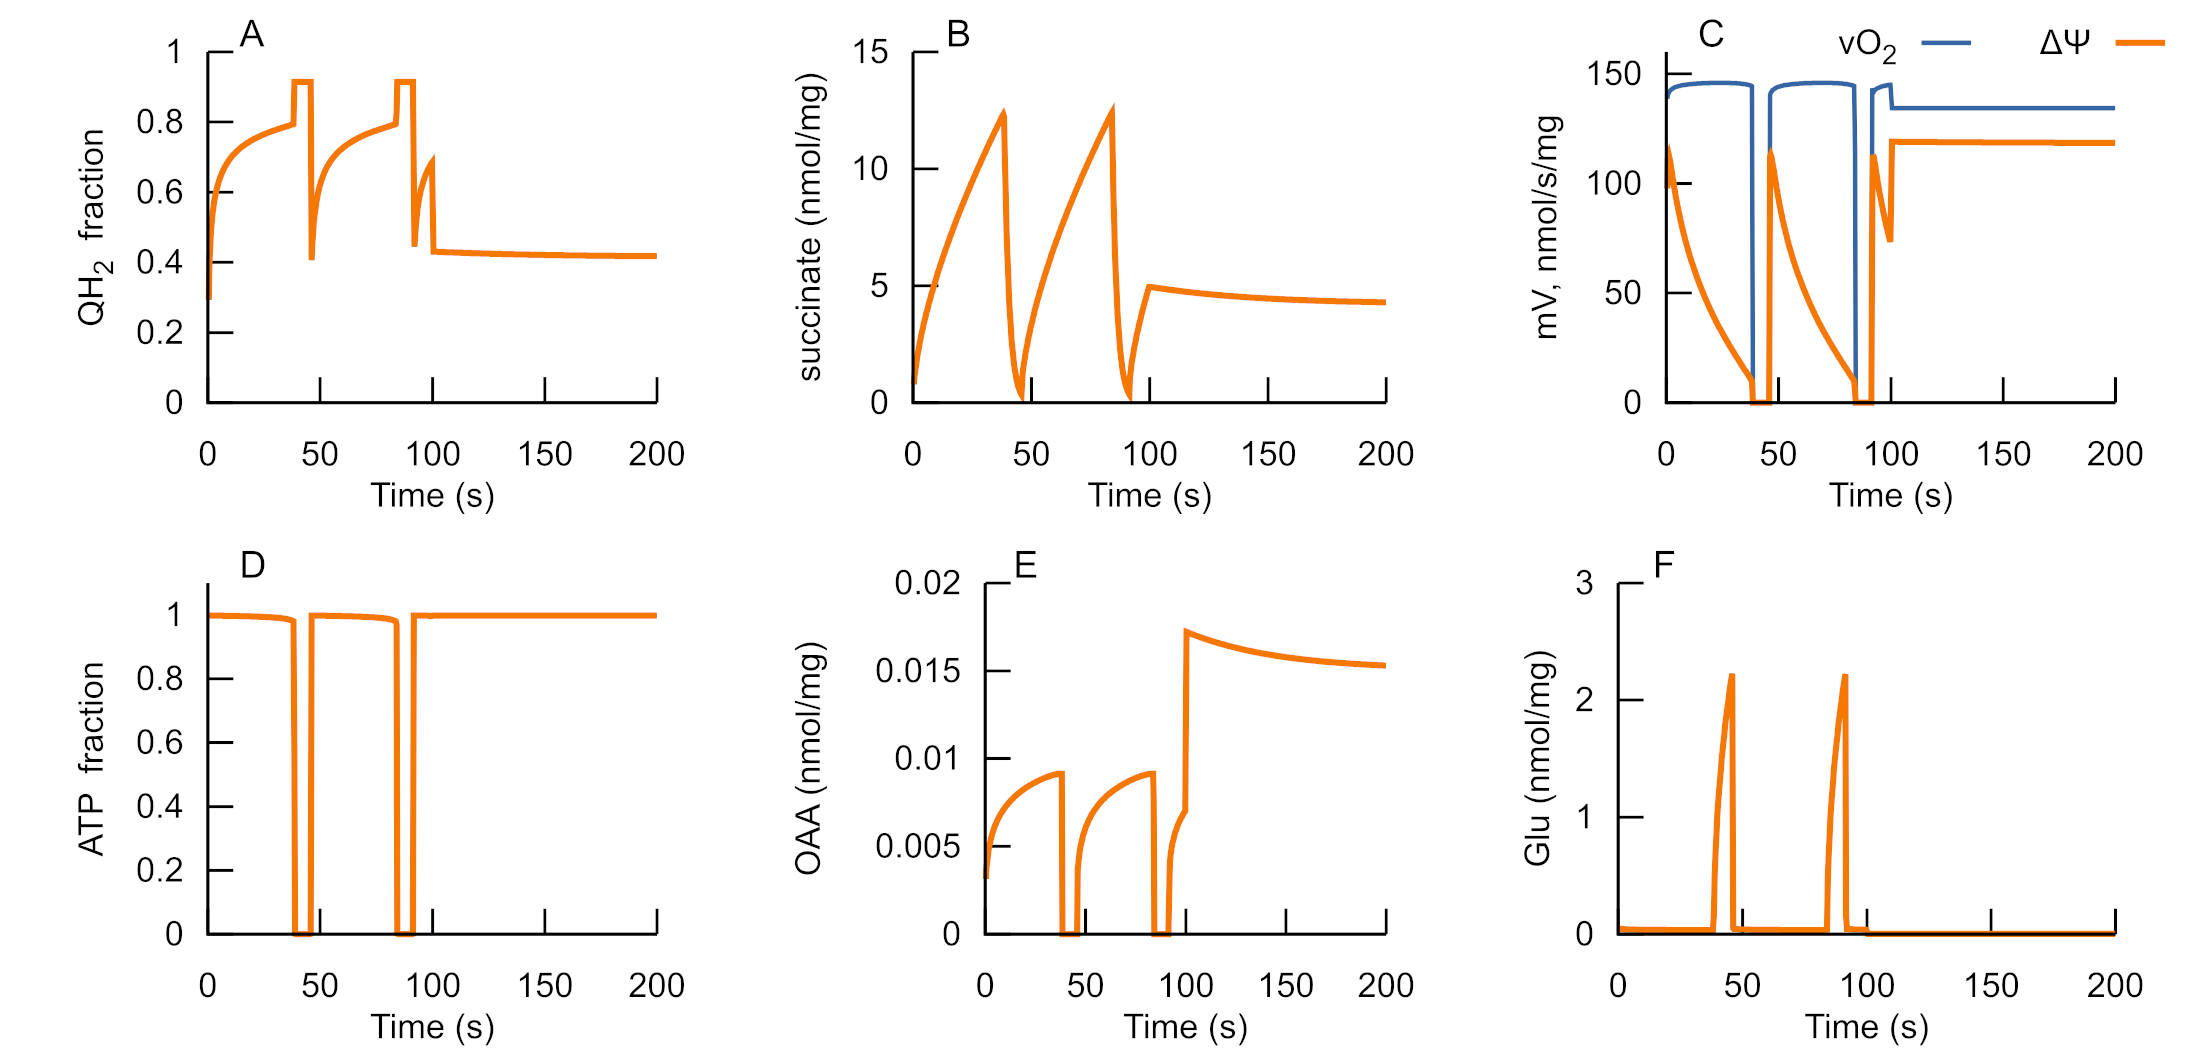 A
1
0.8
0.6
0.4
0.2
0
QH2 fraction
0 50 100 150 200
Time (s)
B
15
10
5
0
succinate (nmol/mg)
0 50 100 150 200
Time (s)
C
vO2
ΔΨ
150
100
50
0
mV, nmol/s/mg
0 50 100 150 200
Time (s)
D
1
0.8
0.6
0.4
0.2
0
ATP fraction
0 50 100 150 200
Time (s)
E
0.02
0.015
0.01
0.005
0
OAA (nmol/mg)
0 50 100 150 200
Time (s)
F
3
2
1
0
Glu (nmol/mg)
0 50 100 150 200
Time (s)